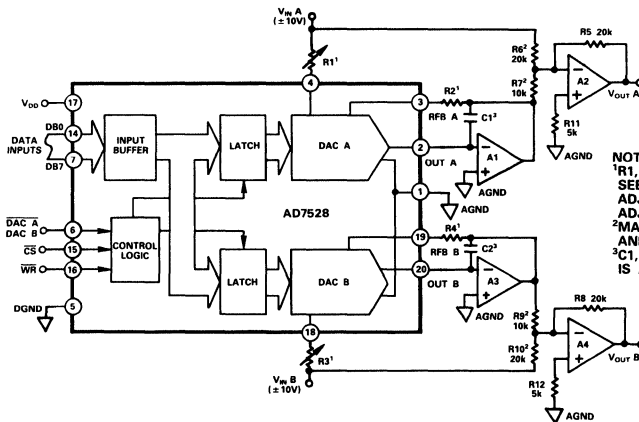 VIN A
(±10V)
R1¹
R6²
20k
R5 20k
R7²
10k
A2
VOUT A
R11
5k
AGND
VDD
17
4
3
R2¹
RFB A
C1³
DATA
INPUTS
DB0
14
7
DB7
INPUT
BUFFER
LATCH
DAC A
2
OUT A
A1
AGND
1
AGND
AD7528
DAC A
DAC B
6
CS
15
WR
16
CONTROL
LOGIC
LATCH
DAC B
19
R4¹
RFB B
C2³
20
OUT B
A3
AGND
DGND
5
18
R3¹
VIN B
(±10V)
R9²
10k
R10²
20k
R8 20k
A4
VOUT B
R12
5k
AGND
NOT
¹R1,
SEE
ADJ
ADJ
²MA
ANI
³C1,
IS